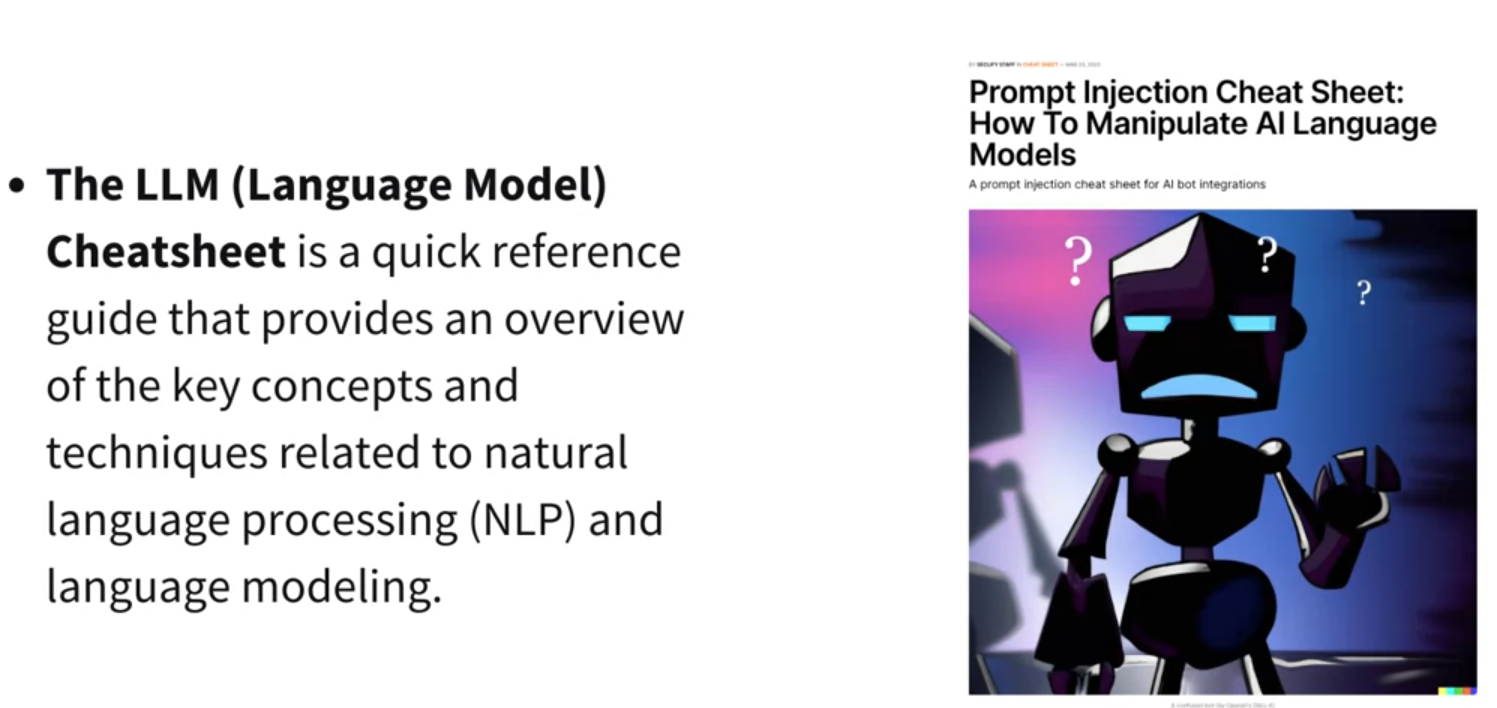 • The LLM (Language Model)
Cheatsheet is a quick reference
guide that provides an overview
of the key concepts and
techniques related to natural
language processing (NLP) and
language modeling.
BY SECLIFY STAFF IN CHEAT SHEET — MAR 23, 2023
Prompt Injection Cheat Sheet:
How To Manipulate AI Language
Models
A prompt injection cheat sheet for AI bot integrations
?
?
?
A confused bot (by OpenAI's DALL-E)